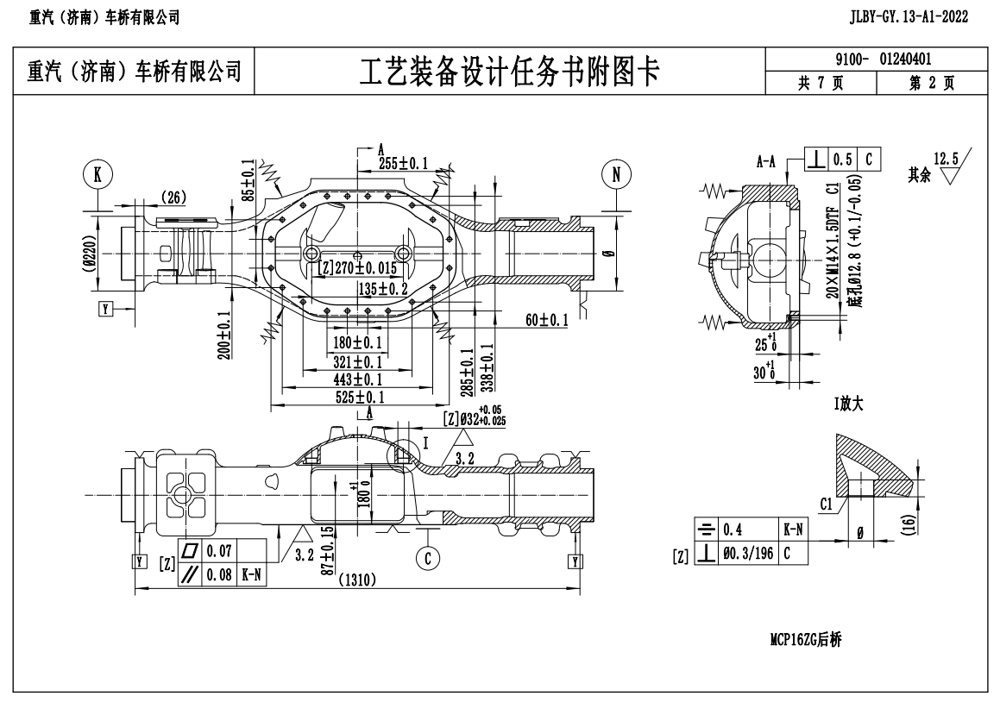 重汽（济南）车桥有限公司
JLBY-GY.13-A1-2022
重汽（济南）车桥有限公司
工艺装备设计任务书附图卡
9100- 01240401
共 7 页
第 2 页
A
255±0.1
K
N
85±0.1
(26)
(Ø220)
[Z]270±0.015
135±0.2
Ø
Y
200±0.1
60±0.1
180±0.1
321±0.1
443±0.1
525±0.1
285±0.1
338±0.1
A
A-A
⊥ 0.5 C
其余 12.5
20×M14×1.5DTF C1
底孔Ø12.8(+0.1/-0.05)
25+1 0
30+1 0
I放大
[Z]Ø32+0.05 +0.025
I
3.2
180+1 0
87±0.15
3.2
C
Y
Y
[Z]
▱ 0.07
∥ 0.08 K-N
(1310)
C1
Ø
(16)
⌯ 0.4 K-N
[Z] ⊥ Ø0.3/196 C
MCP16ZG后桥